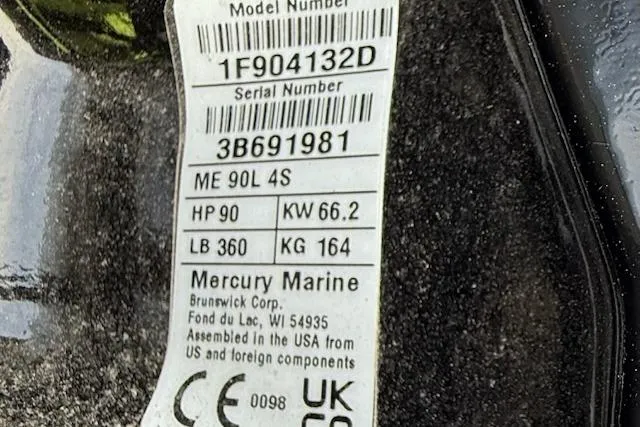 Model Number
1F904132D
Serial Number
3B691981
ME 90L 4S
HP 90 KW 66.2
LB 360 KG 164
Mercury Marine
Brunswick Corp.
Fond du Lac, WI 54935
Assembled in the USA from
US and foreign components
CE 0098 UK
CA